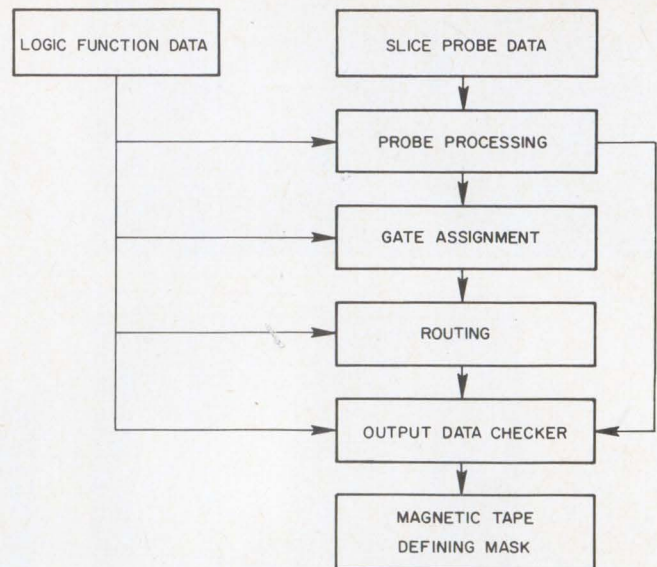 LOGIC FUNCTION DATA
SLICE PROBE DATA
PROBE PROCESSING
GATE ASSIGNMENT
ROUTING
OUTPUT DATA CHECKER
MAGNETIC TAPE
DEFINING MASK